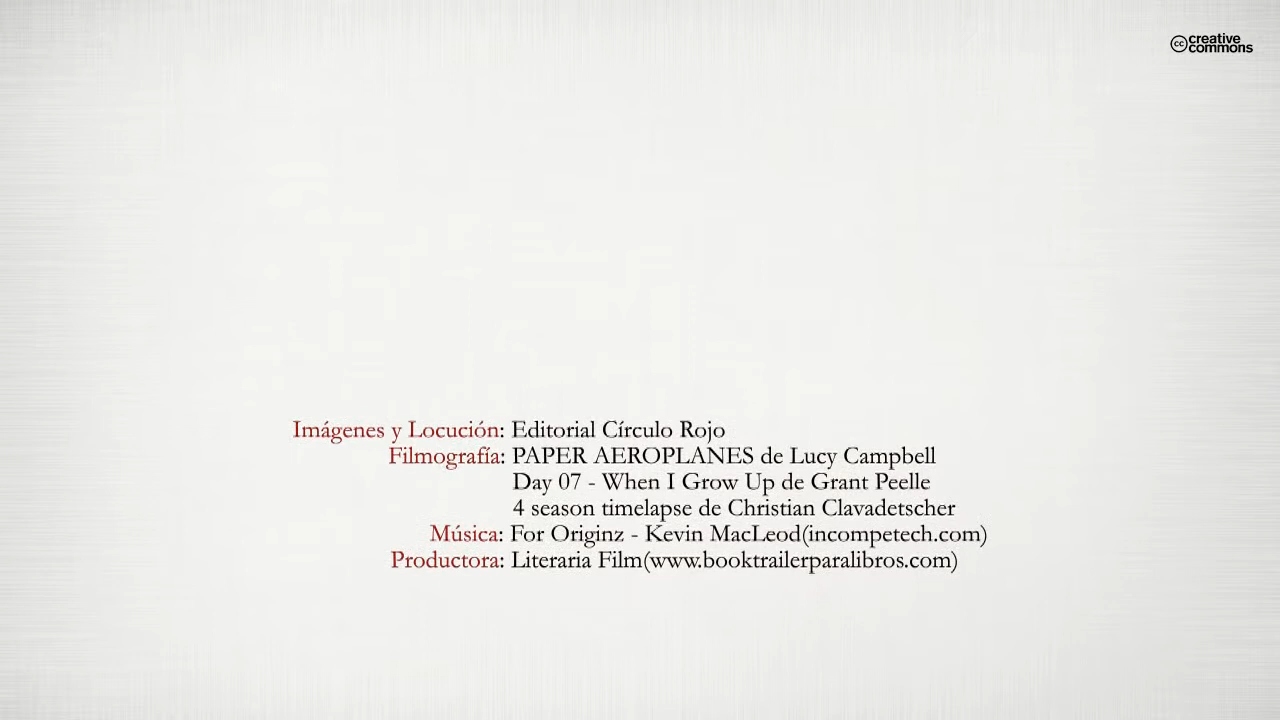 creative
commons
Imágenes y Locución: Editorial Círculo Rojo
Filmografía: PAPER AEROPLANES de Lucy Campbell
Day 07 - When I Grow Up de Grant Peelle
4 season timelapse de Christian Clavadetscher
Música: For Originz - Kevin MacLeod(incompetech.com)
Productora: Literaria Film(www.booktrailerparalibros.com)